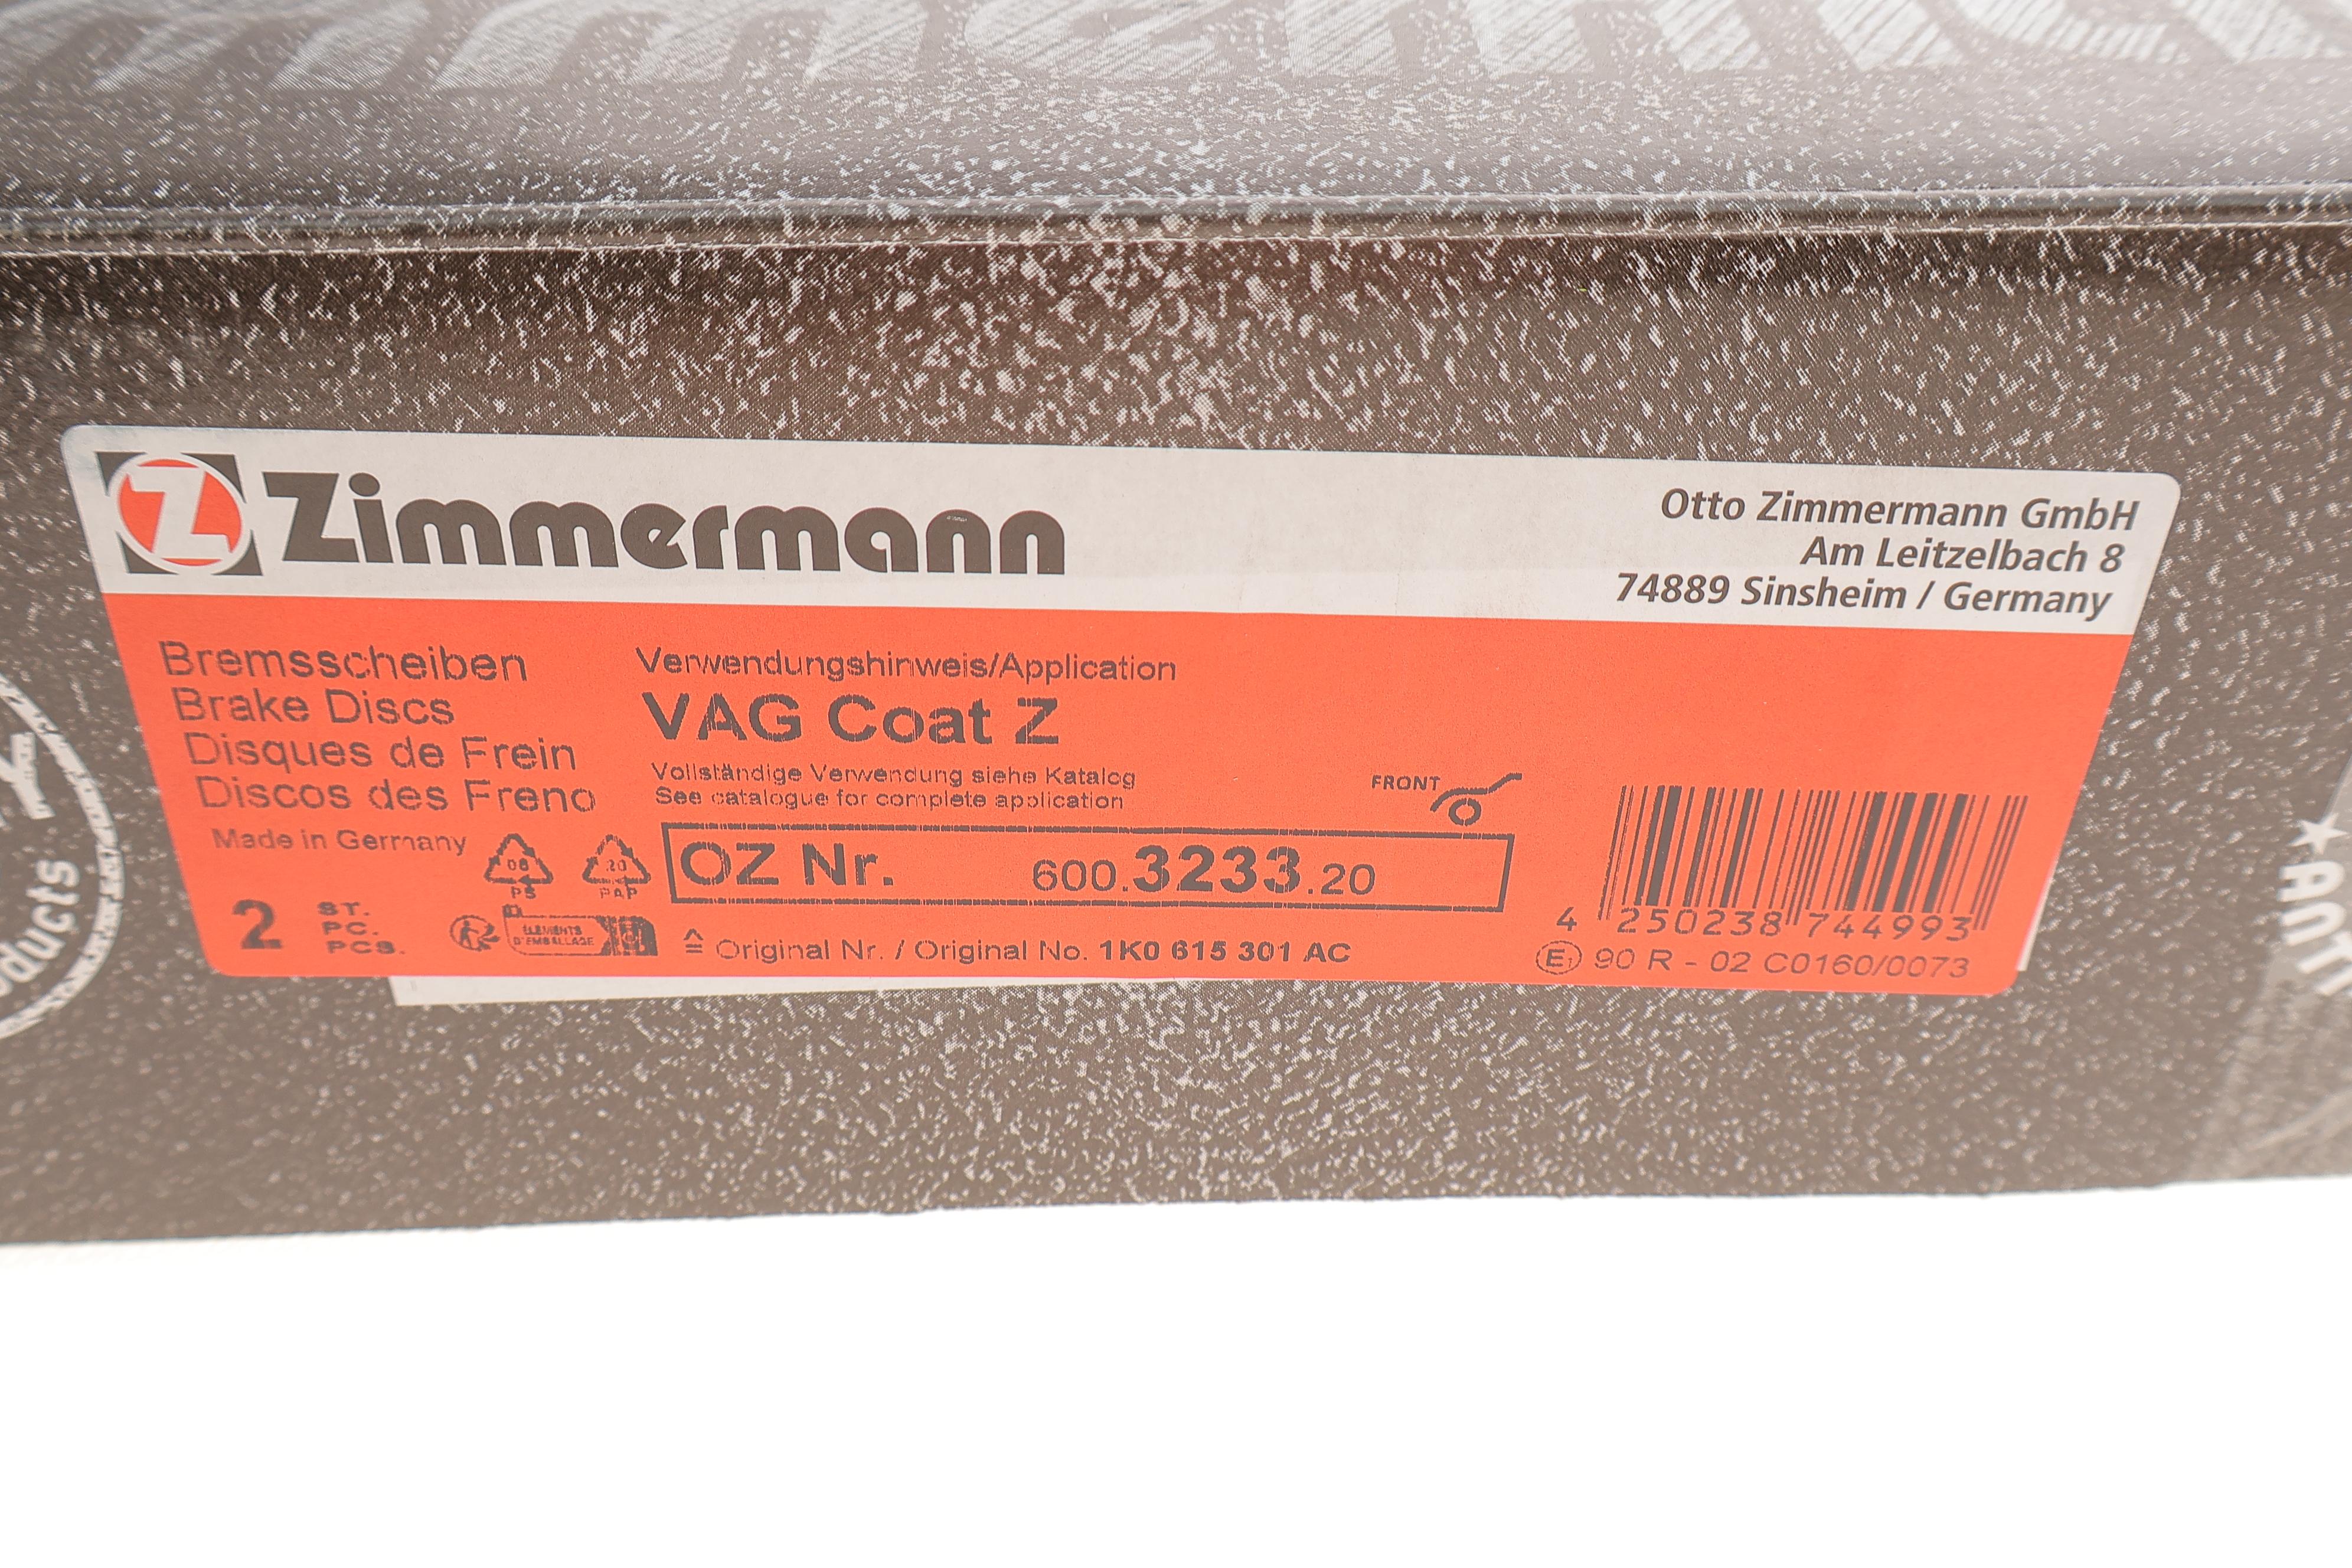 Zimmermann
Otto Zimmermann GmbH
Am Leitzelbach 8
74889 Sinsheim / Germany
Bremsscheiben
Brake Discs
Disques de Frein
Discos des Freno
Made in Germany
2 ST.
PC.
PCS.
06
PS
20
PAP
ÉLÉMENTS
D'EMBALLAGE
Verwendungshinweis/Application
VAG Coat Z
Vollständige Verwendung siehe Katalog
See catalogue for complete application
FRONT
OZ Nr. 600.3233.20
≙ Original Nr. / Original No. 1K0 615 301 AC
4 250238 744993
E1 90 R - 02 C0160/0073